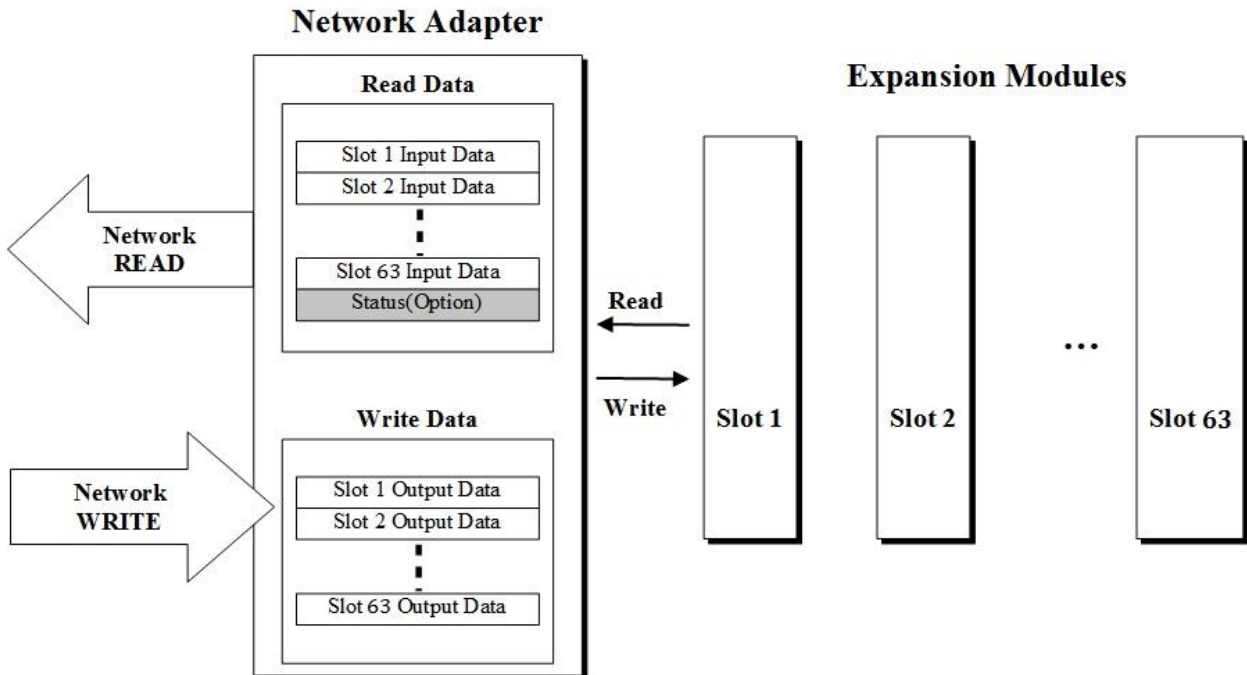 Network Adapter
Read Data
Slot 1 Input Data
Slot 2 Input Data
Slot 63 Input Data
Status(Option)
Network
READ
Write Data
Slot 1 Output Data
Slot 2 Output Data
Slot 63 Output Data
Network
WRITE
Read
Write
Expansion Modules
Slot 1
Slot 2
...
Slot 63